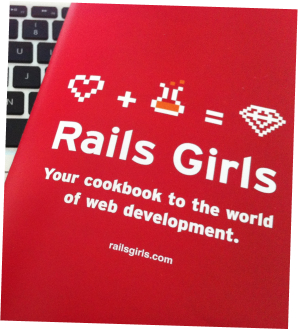 + =
Rails Girls
Your cookbook to the world
of web development.
railsgirls.com